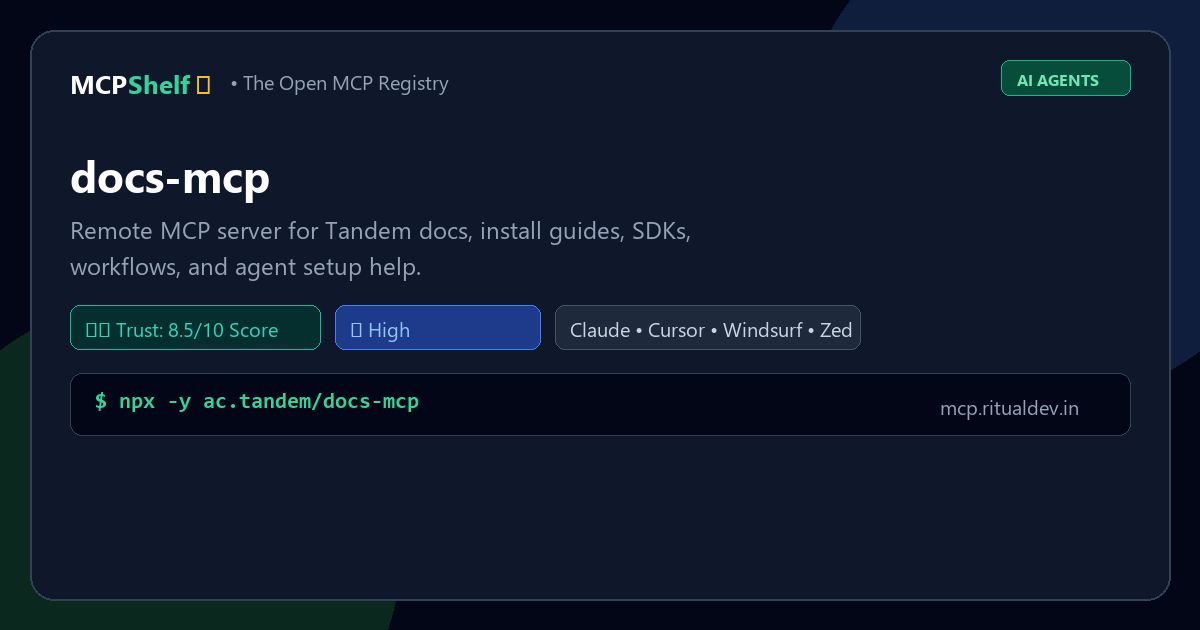 MCPShelf • The Open MCP Registry
AI AGENTS
docs-mcp
Remote MCP server for Tandem docs, install guides, SDKs,
workflows, and agent setup help.
Trust: 8.5/10 Score
High
Claude • Cursor • Windsurf • Zed
$ npx -y ac.tandem/docs-mcp
mcp.ritualdev.in